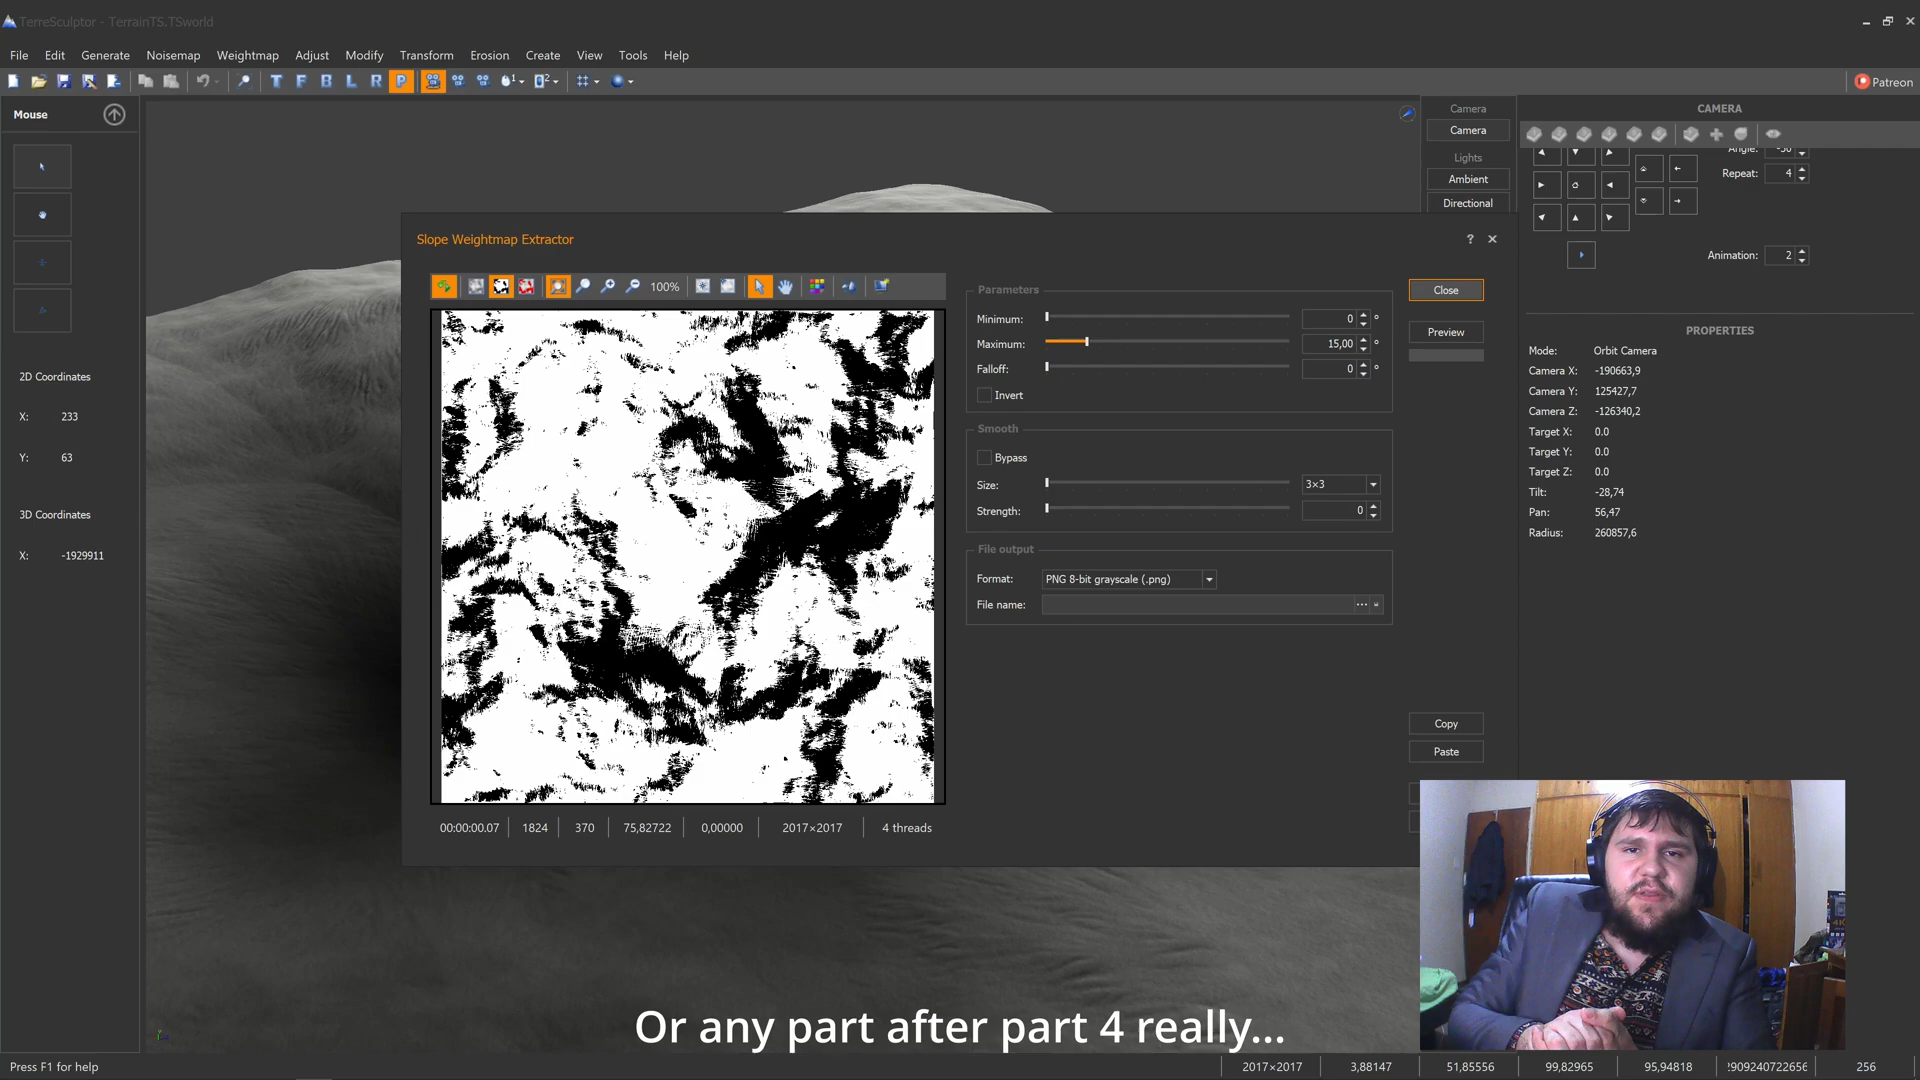 TerreSculptor - TerrainTS.TSworld
File Edit Generate Noisemap Weightmap Adjust Modify Transform Erosion Create View Tools Help
T F B L R P 1 2 Patreon
Mouse
2D Coordinates
X: 233
Y: 63
3D Coordinates
X: -1929911
Camera
Camera
Lights
Ambient
Directional
CAMERA
Angle: -30
Repeat: 4
Animation: 2
PROPERTIES
Mode: Orbit Camera
Camera X: -190663,9
Camera Y: 125427,7
Camera Z: -126340,2
Target X: 0.0
Target Y: 0.0
Target Z: 0.0
Tilt: -28,74
Pan: 56,47
Radius: 260857,6
Slope Weightmap Extractor
?
100%
Parameters
Minimum: 0 °
Maximum: 15,00 °
Falloff: 0 °
Invert
Smooth
Bypass
Size: 3×3
Strength: 0
File output
Format: PNG 8-bit grayscale (.png)
File name: ...
Close
Preview
Copy
Paste
00:00:00.07 1824 370 75,82722 0,00000 2017×2017 4 threads
Or any part after part 4 really...
Press F1 for help
2017×2017 3,88147 51,85556 99,82965 95,94818 !909240722656 256